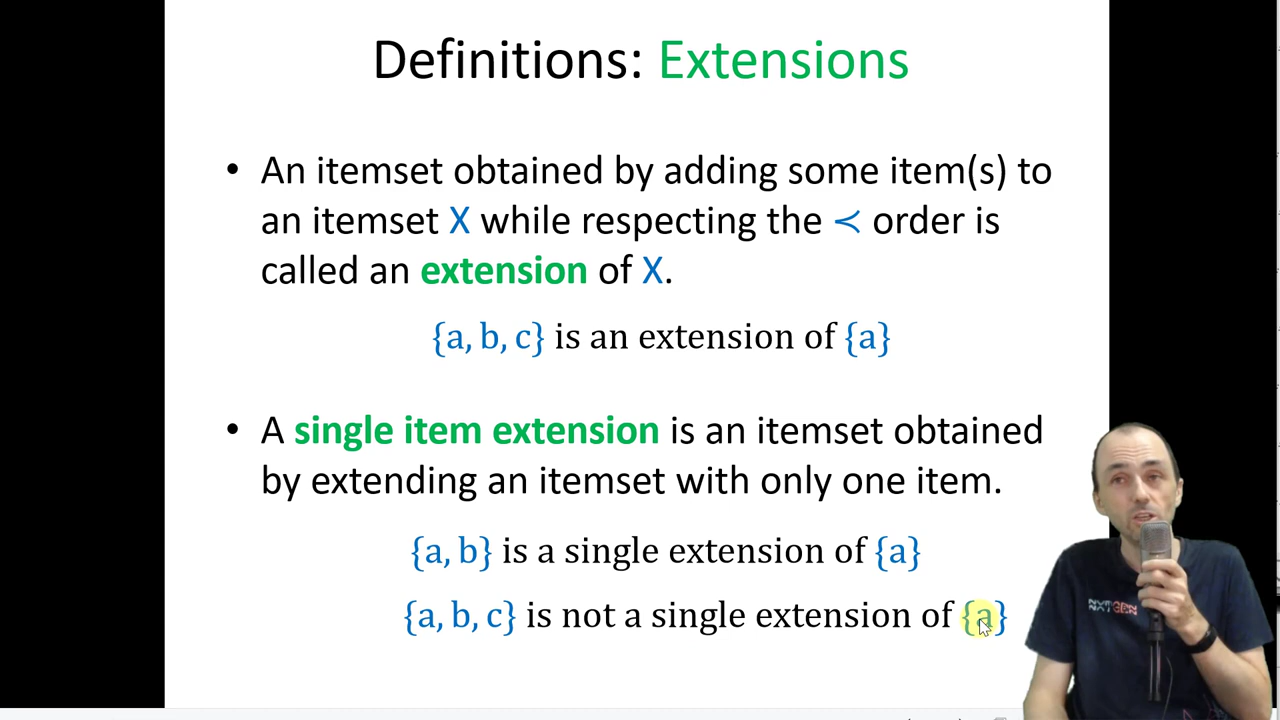 Definitions: Extensions
• An itemset obtained by adding some item(s) to
an itemset X while respecting the ≺ order is
called an extension of X.
{a, b, c} is an extension of {a}
• A single item extension is an itemset obtained
by extending an itemset with only one item.
{a, b} is a single extension of {a}
{a, b, c} is not a single extension of {a}